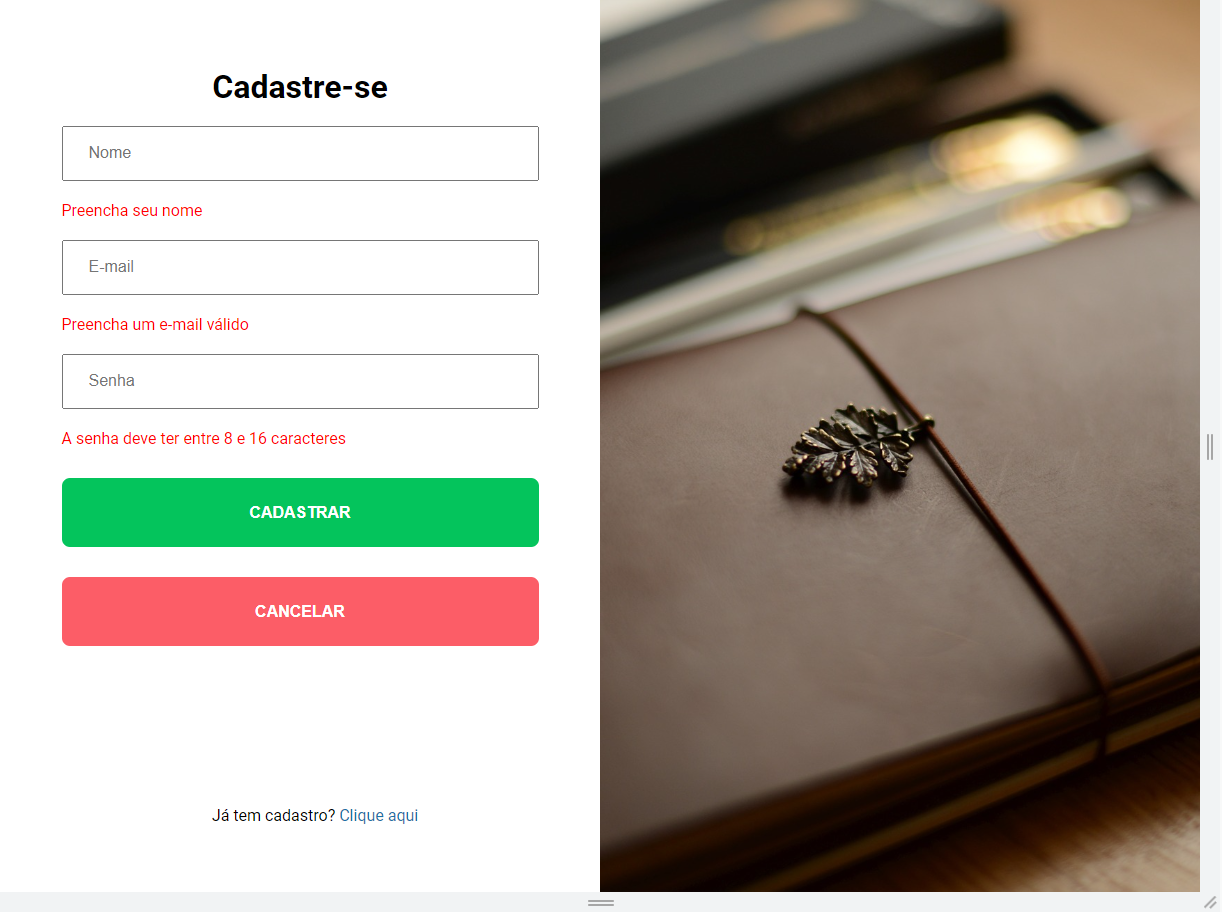 Cadastre-se
Nome
Preencha seu nome
E-mail
Preencha um e-mail válido
Senha
A senha deve ter entre 8 e 16 caracteres
CADASTRAR
CANCELAR
Já tem cadastro? Clique aqui